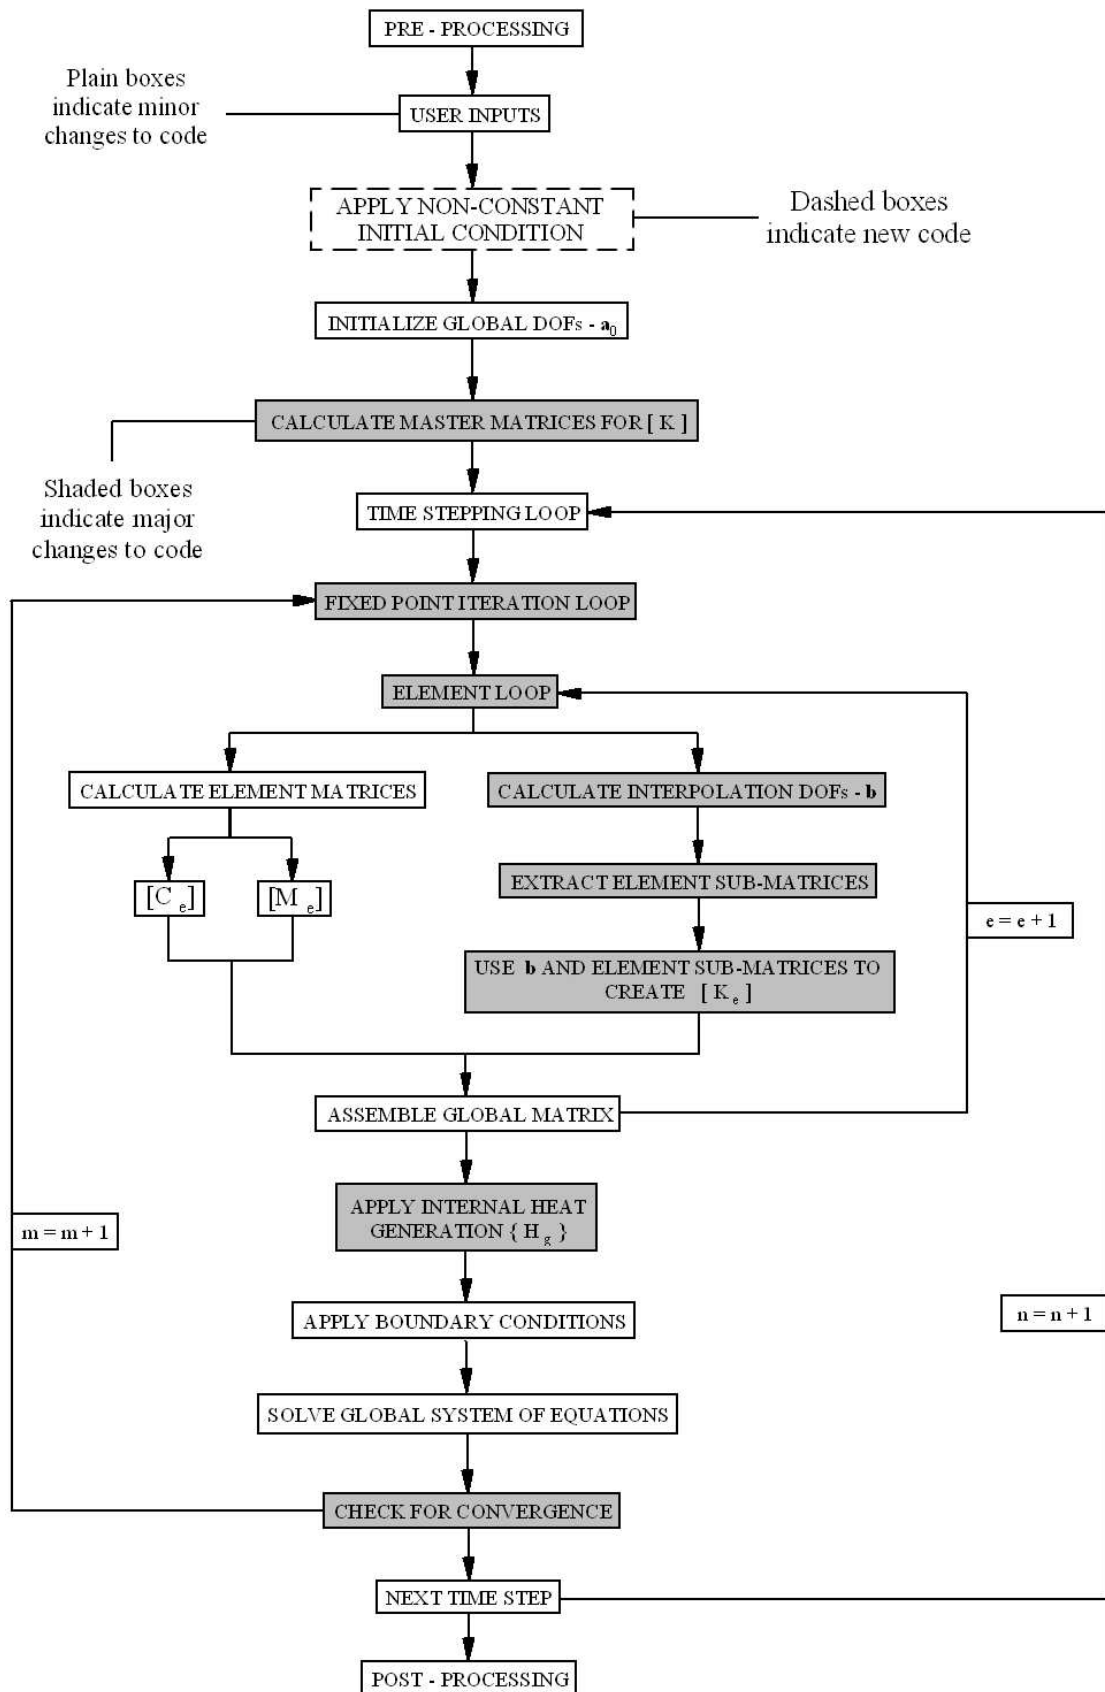 PRE - PROCESSING
Plain boxes
indicate minor
changes to code
USER INPUTS
APPLY NON-CONSTANT
INITIAL CONDITION
Dashed boxes
indicate new code
INITIALIZE GLOBAL DOFs - a0
CALCULATE MASTER MATRICES FOR [ K ]
Shaded boxes
indicate major
changes to code
TIME STEPPING LOOP
FIXED POINT ITERATION LOOP
ELEMENT LOOP
CALCULATE ELEMENT MATRICES
CALCULATE INTERPOLATION DOFs - b
[C e]
[M e]
EXTRACT ELEMENT SUB-MATRICES
e = e + 1
USE b AND ELEMENT SUB-MATRICES TO
CREATE [ K e ]
ASSEMBLE GLOBAL MATRIX
APPLY INTERNAL HEAT
GENERATION { H g }
m = m + 1
APPLY BOUNDARY CONDITIONS
n = n + 1
SOLVE GLOBAL SYSTEM OF EQUATIONS
CHECK FOR CONVERGENCE
NEXT TIME STEP
POST - PROCESSING